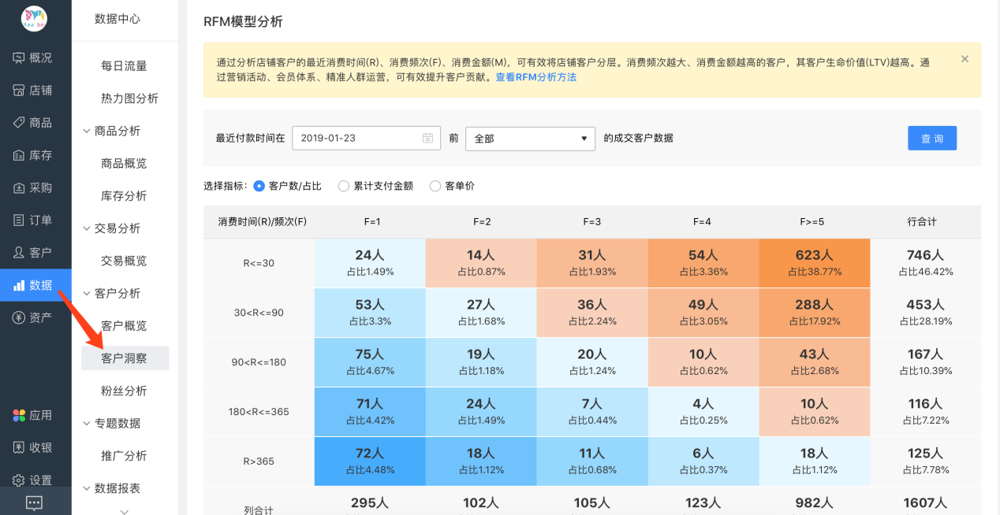 Maa bo
概况
店铺
商品
库存
采购
订单
客户
数据
资产
应用
收银
设置
数据中心
每日流量
热力图分析
商品分析
商品概览
库存分析
交易分析
交易概览
客户分析
客户概览
客户洞察
粉丝分析
专题数据
推广分析
数据报表
RFM模型分析
通过分析店铺客户的最近消费时间(R)、消费频次(F)、消费金额(M)，可有效将店铺客户分层。消费频次越大、消费金额越高的客户，其客户生命价值(LTV)越高。通
过营销活动、会员体系、精准人群运营，可有效提升客户贡献。查看RFM分析方法
最近付款时间在 2019-01-23 前 全部 的成交客户数据 查 询
选择指标: 客户数/占比 累计支付金额 客单价
消费时间(R)/频次(F) F=1 F=2 F=3 F=4 F>=5 行合计
R<=30 24人 14人 31人 54人 623人 746人
占比1.49% 占比0.87% 占比1.93% 占比3.36% 占比38.77% 占比46.42%
30<R<=90 53人 27人 36人 49人 288人 453人
占比3.3% 占比1.68% 占比2.24% 占比3.05% 占比17.92% 占比28.19%
90<R<=180 75人 19人 20人 10人 43人 167人
占比4.67% 占比1.18% 占比1.24% 占比0.62% 占比2.68% 占比10.39%
180<R<=365 71人 24人 7人 4人 10人 116人
占比4.42% 占比1.49% 占比0.44% 占比0.25% 占比0.62% 占比7.22%
R>365 72人 18人 11人 6人 18人 125人
占比4.48% 占比1.12% 占比0.68% 占比0.37% 占比1.12% 占比7.78%
列合计 295人 102人 105人 123人 982人 1607人